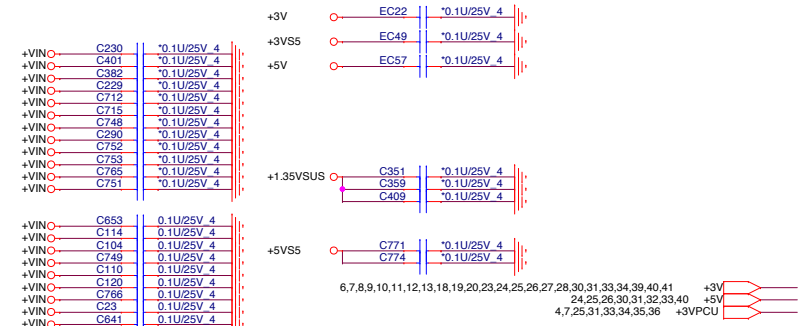 +3V EC22 *0.1U/25V_4
+3VS5 EC49 *0.1U/25V_4
+5V EC57 *0.1U/25V_4
+VIN C230 *0.1U/25V_4
+VIN C401 *0.1U/25V_4
+VIN C382 *0.1U/25V_4
+VIN C229 *0.1U/25V_4
+VIN C712 *0.1U/25V_4
+VIN C715 *0.1U/25V_4
+VIN C748 *0.1U/25V_4
+VIN C290 *0.1U/25V_4
+VIN C752 *0.1U/25V_4
+VIN C753 *0.1U/25V_4
+VIN C765 *0.1U/25V_4
+VIN C751 *0.1U/25V_4
+1.35VSUS C351 *0.1U/25V_4
C359 *0.1U/25V_4
C409 *0.1U/25V_4
+VIN C653 0.1U/25V_4
+VIN C114 0.1U/25V_4
+VIN C104 0.1U/25V_4
+VIN C749 0.1U/25V_4
+VIN C110 0.1U/25V_4
+VIN C120 0.1U/25V_4
+VIN C766 0.1U/25V_4
+VIN C23 0.1U/25V_4
+VIN C641 0.1U/25V_4
+5VS5 C771 *0.1U/25V_4
C774 *0.1U/25V_4
6,7,8,9,10,11,12,13,18,19,20,23,24,25,26,27,28,30,31,33,34,39,40,41 +3V
24,25,26,30,31,32,33,40 +5V
4,7,25,31,33,34,35,36 +3VPCU